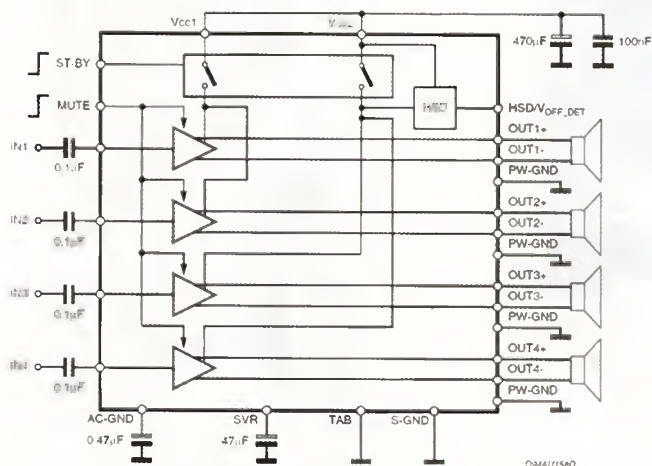 Vcc1
470µF
100nF
ST-BY
HSD
HSD/VOFF_DET
MUTE
OUT1+
IN1
OUT1-
0.1µF
PW-GND
OUT2+
IN2
OUT2-
0.1µF
PW-GND
OUT3+
IN3
OUT3-
0.1µF
PW-GND
OUT4+
IN4
OUT4-
0.1µF
PW-GND
AC-GND
SVR
TAB
S-GND
0.47µF
47µF